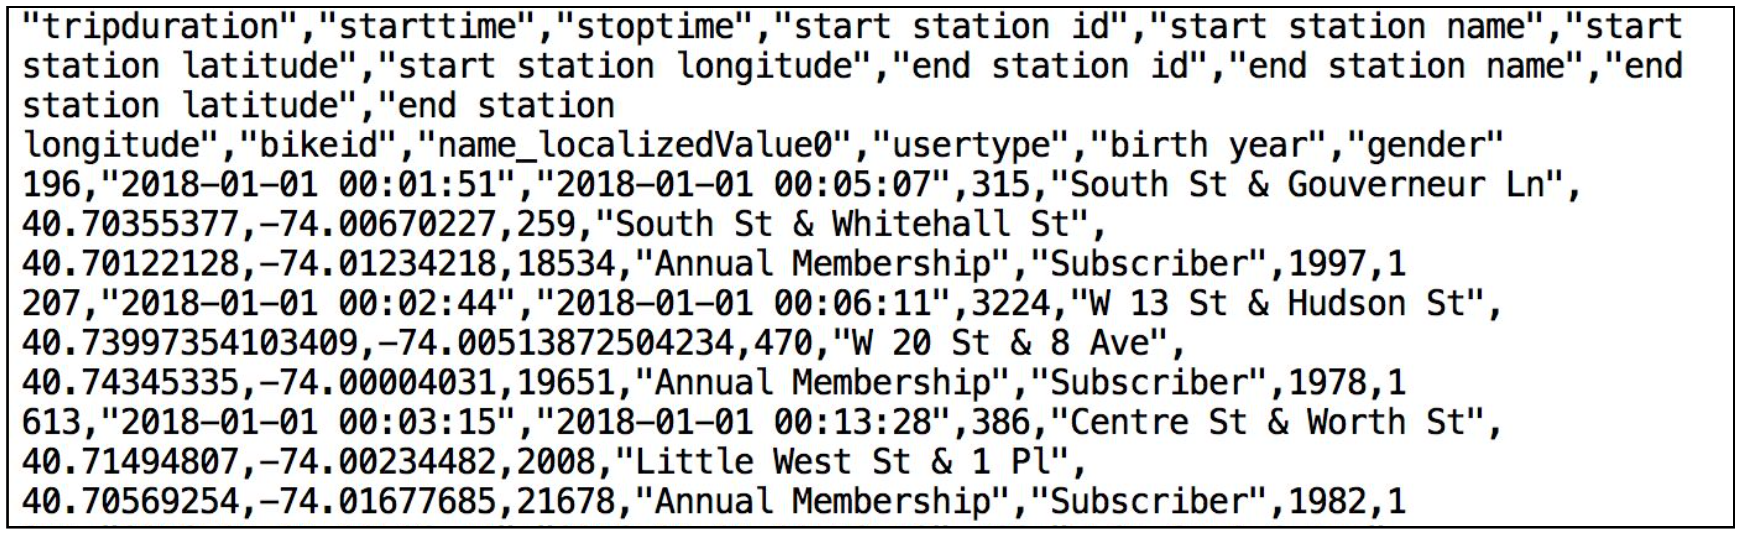 "tripduration","starttime","stoptime","start station id","start station name","start
station latitude","start station longitude","end station id","end station name","end
station latitude","end station
longitude","bikeid","name_localizedValue0","usertype","birth year","gender"
196,"2018-01-01 00:01:51","2018-01-01 00:05:07",315,"South St & Gouverneur Ln",
40.70355377,-74.00670227,259,"South St & Whitehall St",
40.70122128,-74.01234218,18534,"Annual Membership","Subscriber",1997,1
207,"2018-01-01 00:02:44","2018-01-01 00:06:11",3224,"W 13 St & Hudson St",
40.73997354103409,-74.00513872504234,470,"W 20 St & 8 Ave",
40.74345335,-74.00004031,19651,"Annual Membership","Subscriber",1978,1
613,"2018-01-01 00:03:15","2018-01-01 00:13:28",386,"Centre St & Worth St",
40.71494807,-74.00234482,2008,"Little West St & 1 Pl",
40.70569254,-74.01677685,21678,"Annual Membership","Subscriber",1982,1